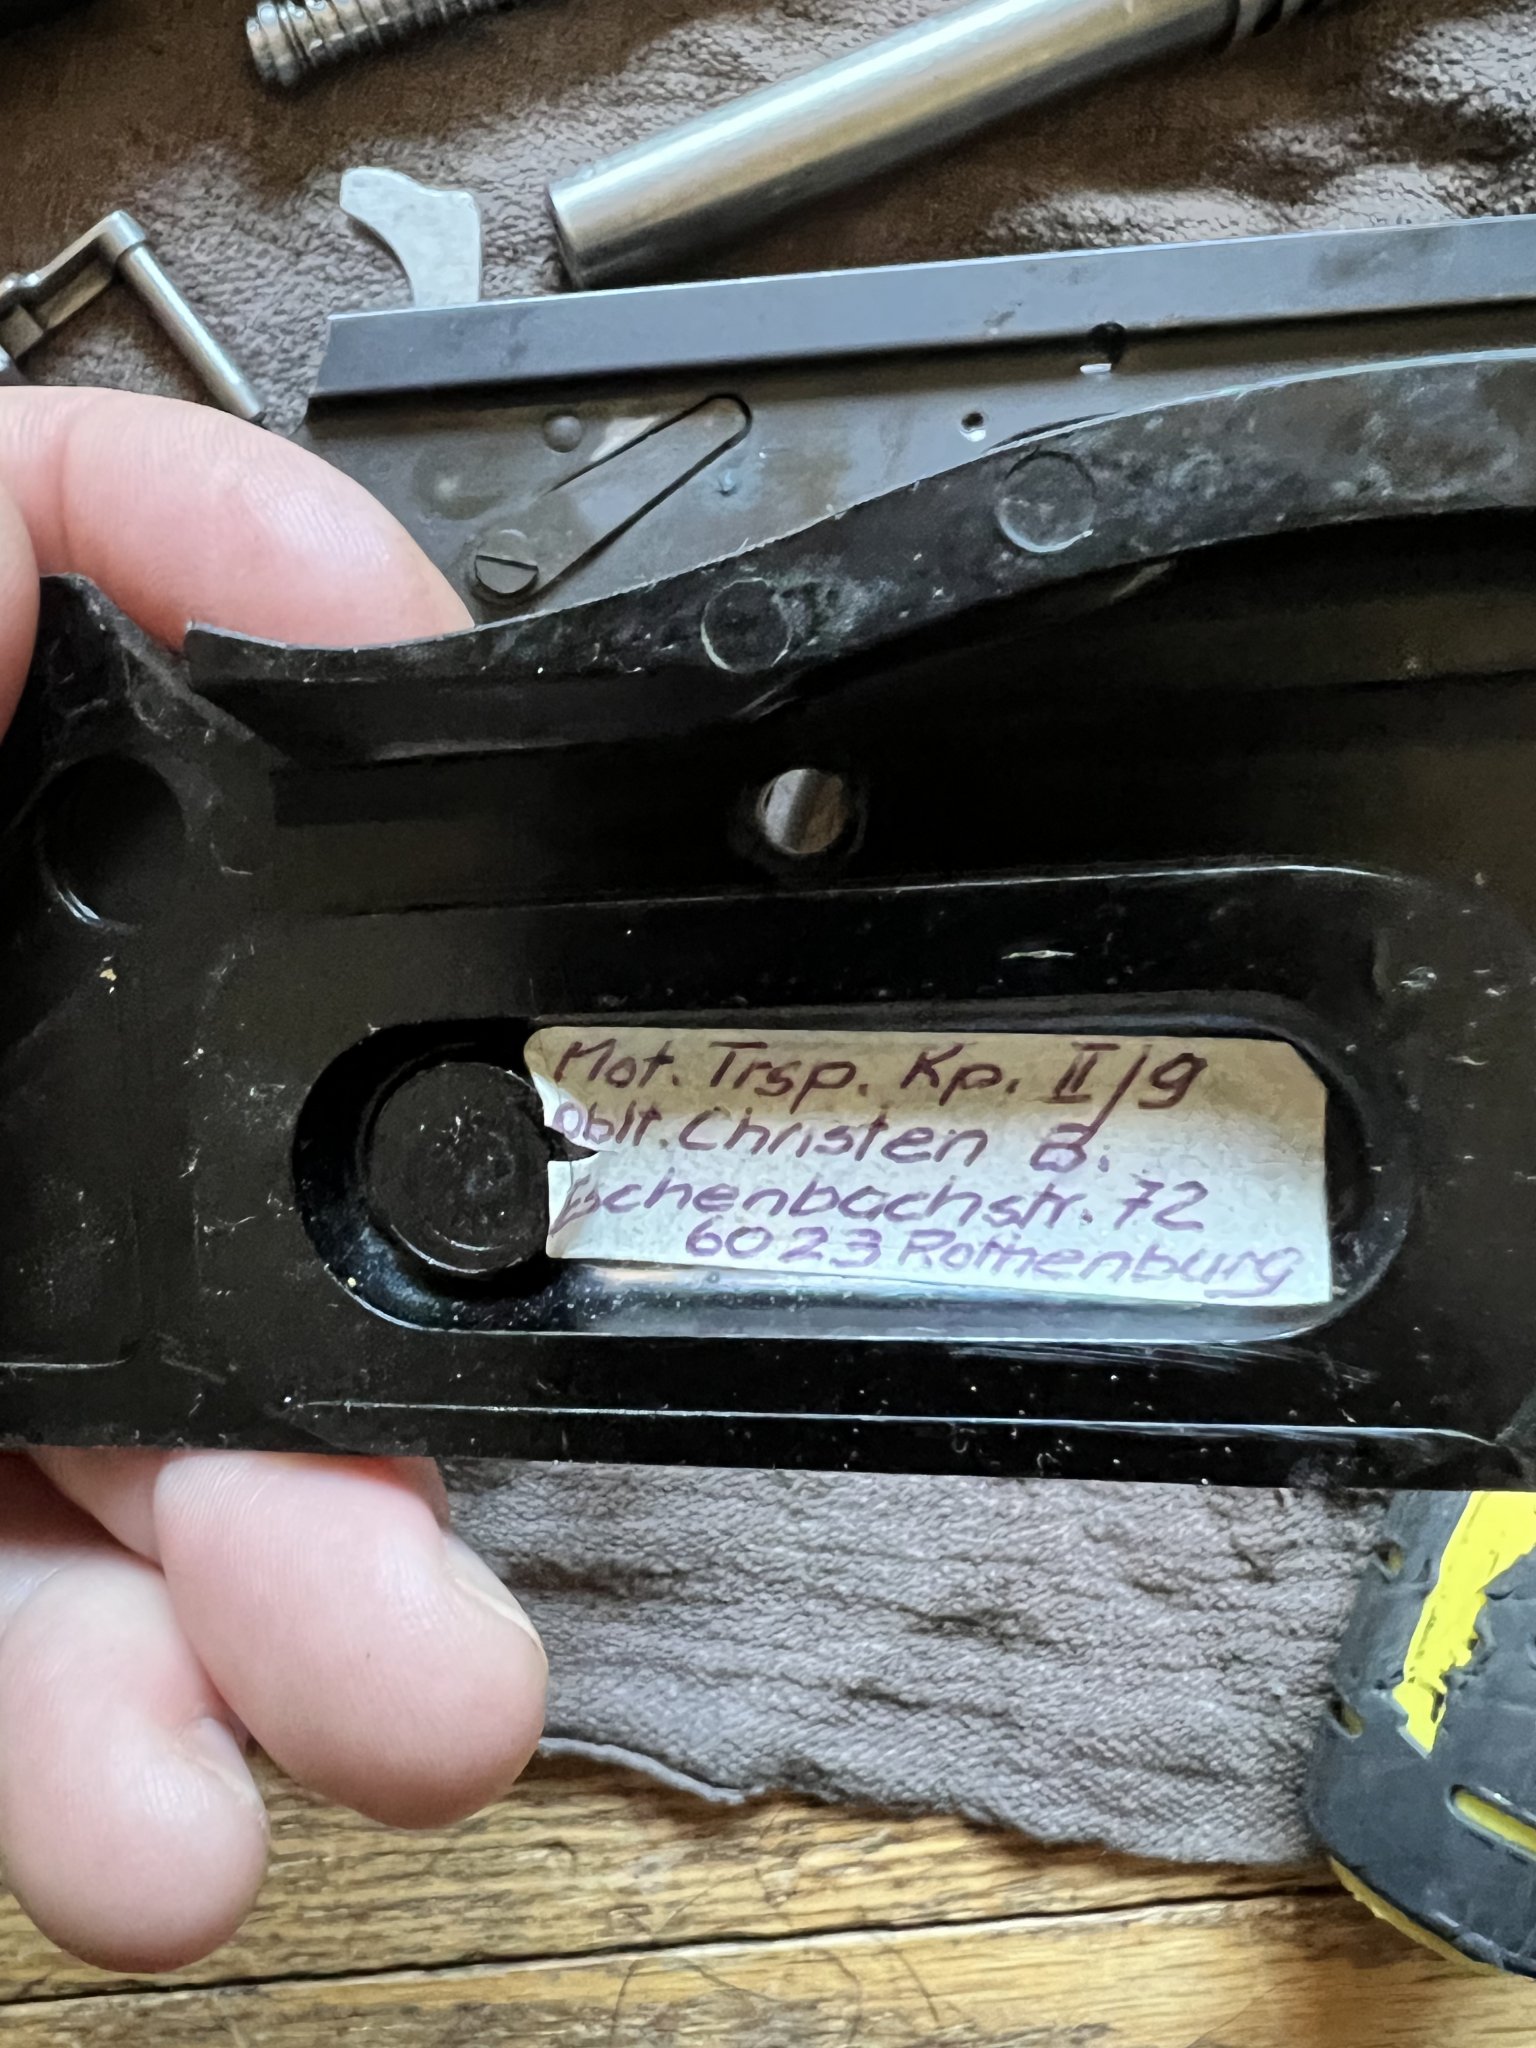 Mot. Trsp. Kp. II/9
Oblt. Christen B.
Eschenbachstr. 72
6023 Rothenburg